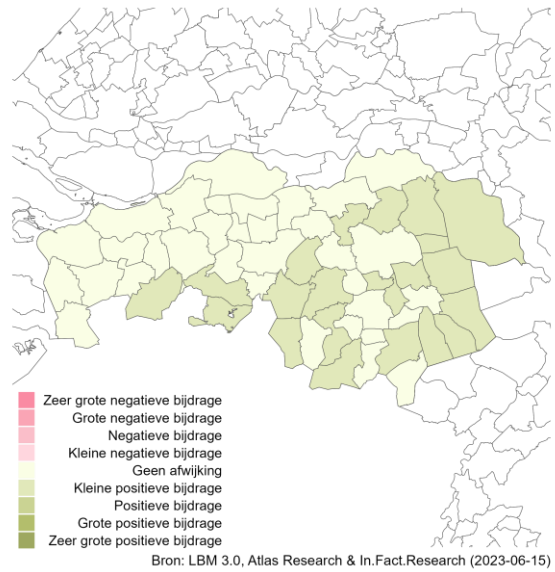 Zeer grote negatieve bijdrage
Grote negatieve bijdrage
Negatieve bijdrage
Kleine negatieve bijdrage
Geen afwijking
Kleine positieve bijdrage
Positieve bijdrage
Grote positieve bijdrage
Zeer grote positieve bijdrage
Bron: LBM 3.0, Atlas Research & In.Fact.Research (2023-06-15)